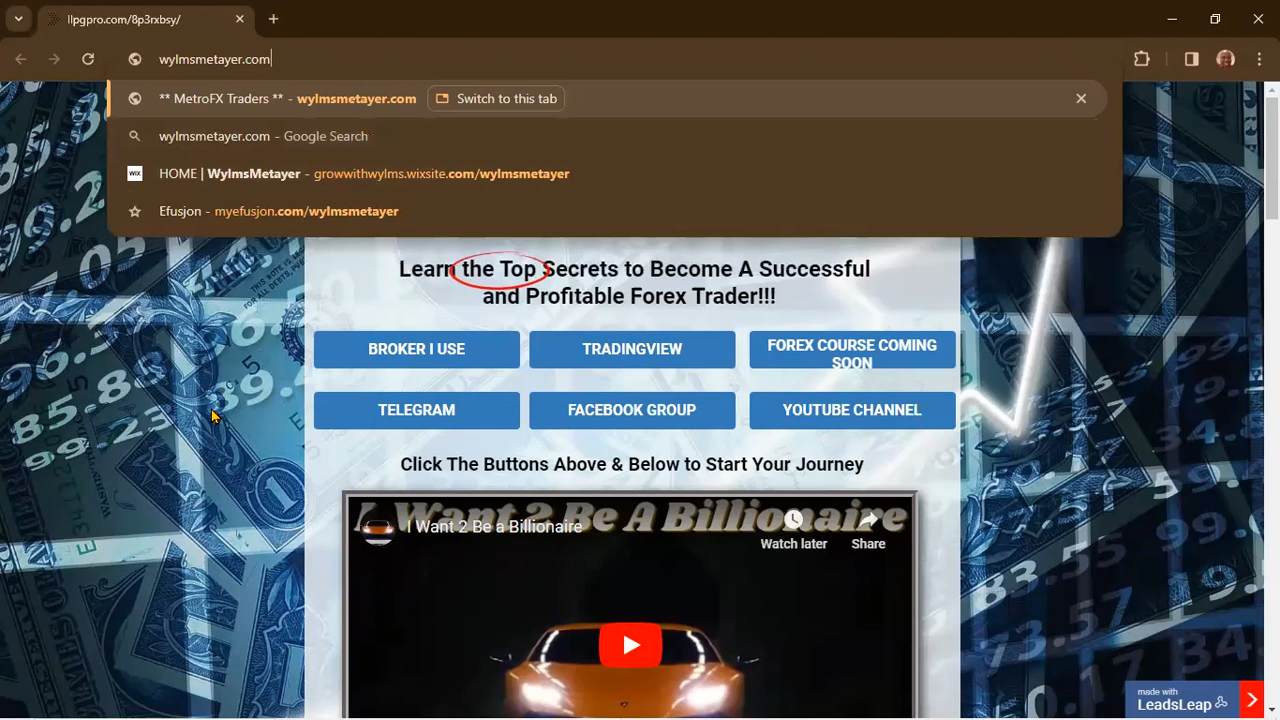 llpgpro.com/8p3rxbsy/
wylmsmetayer.com
** MetroFX Traders ** - wylmsmetayer.com Switch to this tab
wylmsmetayer.com - Google Search
WIX HOME | WylmsMetayer - growwithwylms.wixsite.com/wylmsmetayer
Efusjon - myefusjon.com/wylmsmetayer
Learn the Top Secrets to Become A Successful
and Profitable Forex Trader!!!
BROKER I USE
TRADINGVIEW
FOREX COURSE COMING
SOON
TELEGRAM
FACEBOOK GROUP
YOUTUBE CHANNEL
Click The Buttons Above & Below to Start Your Journey
I Want 2 Be A Billionaire
I Want 2 Be a Billionaire
Watch later
Share
made with
LeadsLeap